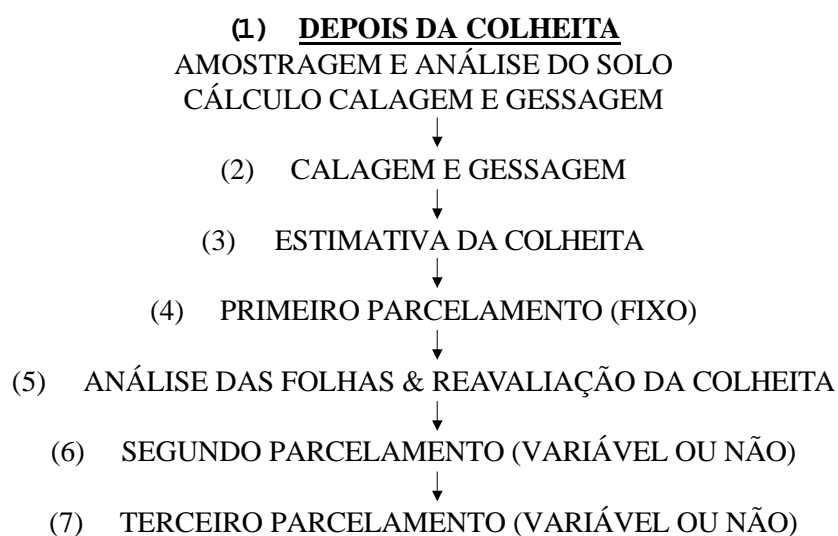 (1) DEPOIS DA COLHEITA
AMOSTRAGEM E ANÁLISE DO SOLO
CÁLCULO CALAGEM E GESSAGEM
(2) CALAGEM E GESSAGEM
(3) ESTIMATIVA DA COLHEITA
(4) PRIMEIRO PARCELAMENTO (FIXO)
(5) ANÁLISE DAS FOLHAS & REAVALIAÇÃO DA COLHEITA
(6) SEGUNDO PARCELAMENTO (VARIÁVEL OU NÃO)
(7) TERCEIRO PARCELAMENTO (VARIÁVEL OU NÃO)